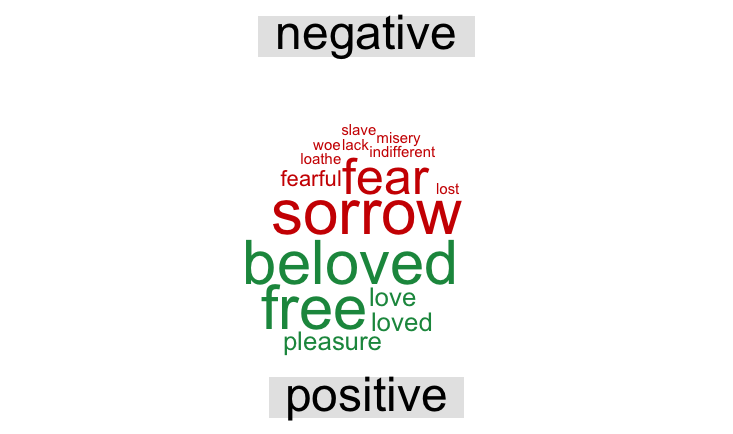 negative
slave
misery
woe lack
indifferent
loathe
fearful fear lost
sorrow
beloved
free love
loved
pleasure
positive